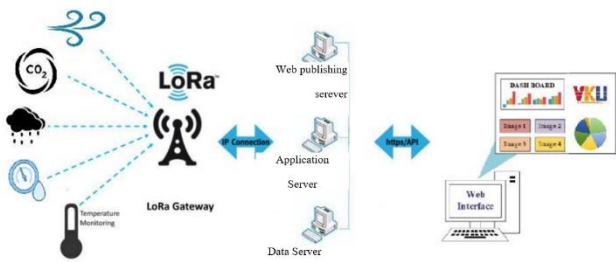 CO2
Temperature
Monitoring
LoRa™
LoRa Gateway
IP Connection
Web publishing
serever
Application
Server
Data Server
https/API
DASH BOARD
VKU
Image 1
Image 2
Image 3
Image 4
Web
Interface